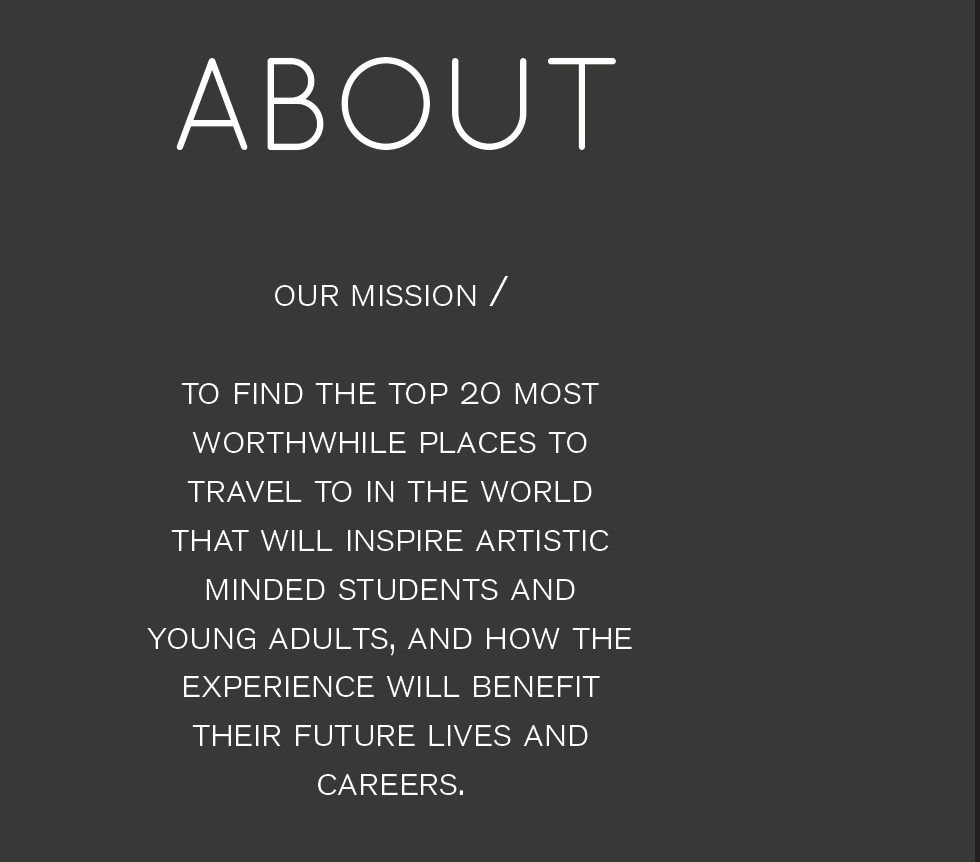 ABOUT
OUR MISSION /
TO FIND THE TOP 20 MOST
WORTHWHILE PLACES TO
TRAVEL TO IN THE WORLD
THAT WILL INSPIRE ARTISTIC
MINDED STUDENTS AND
YOUNG ADULTS, AND HOW THE
EXPERIENCE WILL BENEFIT
THEIR FUTURE LIVES AND
CAREERS.